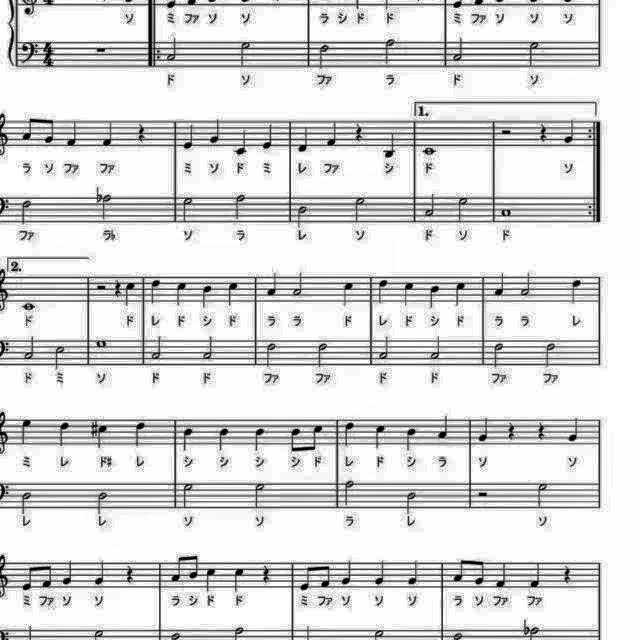 ソ ミ ファ ソ ソ ラ シ ド ド ミ ファ ソ ソ ソ
ド ソ ファ ラ ド ソ
1.
ラ ソ ファ ファ ミ ソ ド ミ レ ファ シ ド ソ
ファ ラ♭ ソ ラ レ ソ ド ソ ド
2.
ド ド レ ド シ ド ラ ラ ド レ ド シ ド ラ ラ レ
ド ミ ソ ド ド ファ ファ ド ド ファ ファ
ミ レ ド# レ シ シ シ シ ド レ ド シ ラ ソ ソ
レ レ ソ ソ ラ レ ソ
ミ ファ ソ ソ ラ シ ド ド ミ ファ ソ ソ ソ ラ ソ ファ ファ